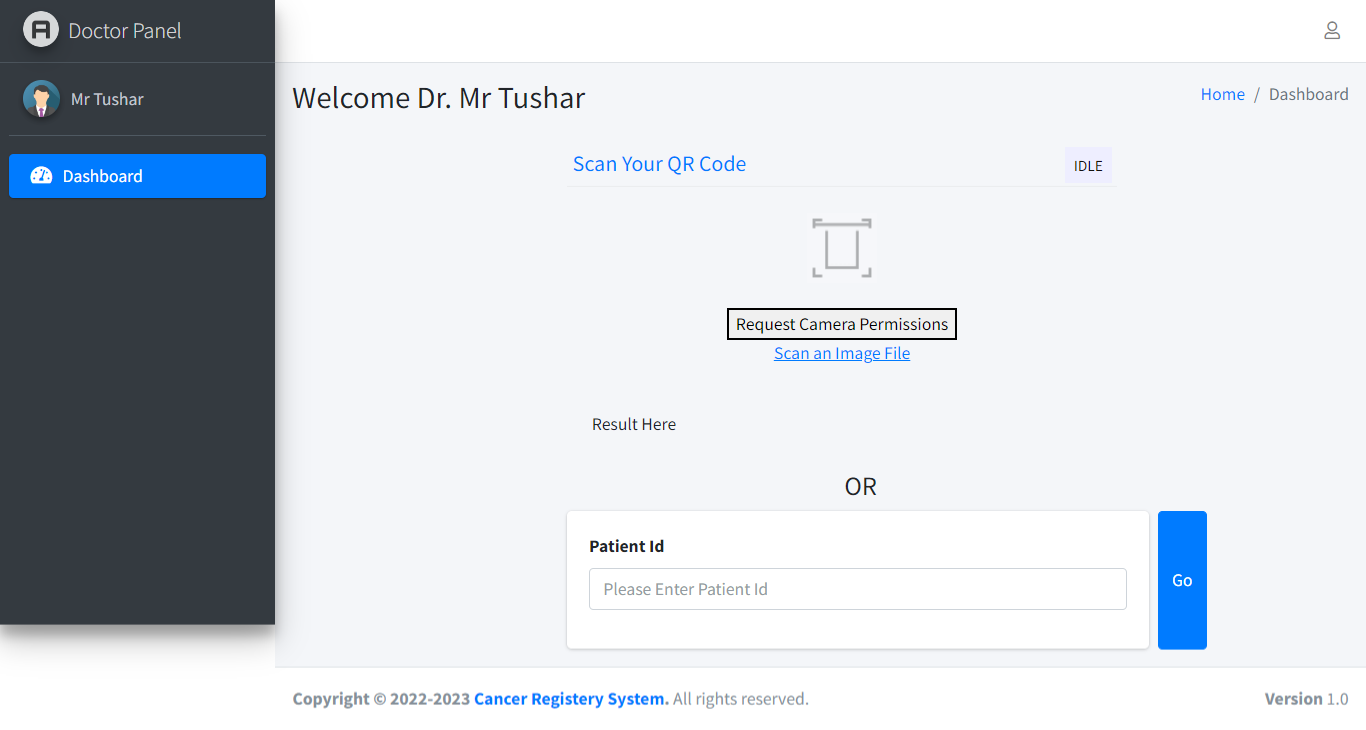 Doctor Panel
Mr Tushar
Dashboard
Welcome Dr. Mr Tushar
Home / Dashboard
Scan Your QR Code
IDLE
Request Camera Permissions
Scan an Image File
Result Here
OR
Patient Id
Please Enter Patient Id
Go
Copyright © 2022-2023 Cancer Registery System. All rights reserved.
Version 1.0